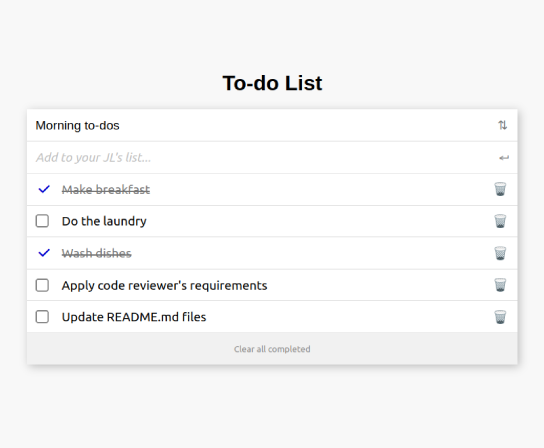 To-do List
Morning to-dos
Add to your JL's list...
Make breakfast
Do the laundry
Wash dishes
Apply code reviewer's requirements
Update README.md files
Clear all completed